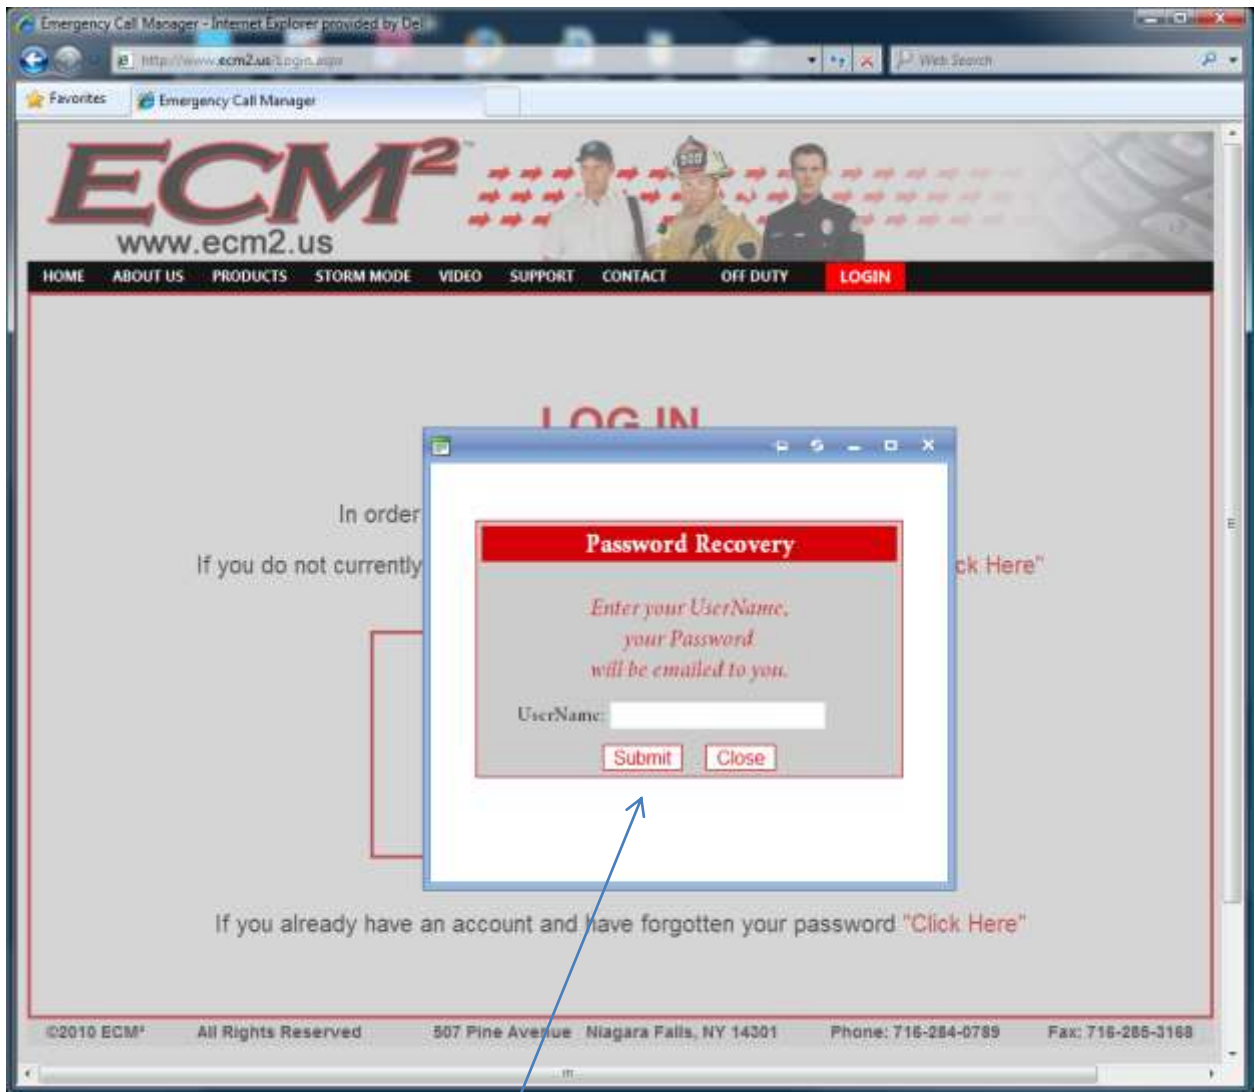 Emergency Call Manager - Internet Explorer provided by Del
http://www.ecm2.us/Login.aspx
Web Search
Favorites
Emergency Call Manager
ECM²™
www.ecm2.us
HOME ABOUT US PRODUCTS STORM MODE VIDEO SUPPORT CONTACT OFF DUTY LOGIN
LOG IN
In order
If you do not currently
ck Here"
Password Recovery
Enter your UserName,
your Password
will be emailed to you.
UserName:
Submit Close
If you already have an account and have forgotten your password "Click Here"
©2010 ECM² All Rights Reserved 507 Pine Avenue Niagara Falls, NY 14301 Phone: 716-284-0789 Fax: 716-285-3168